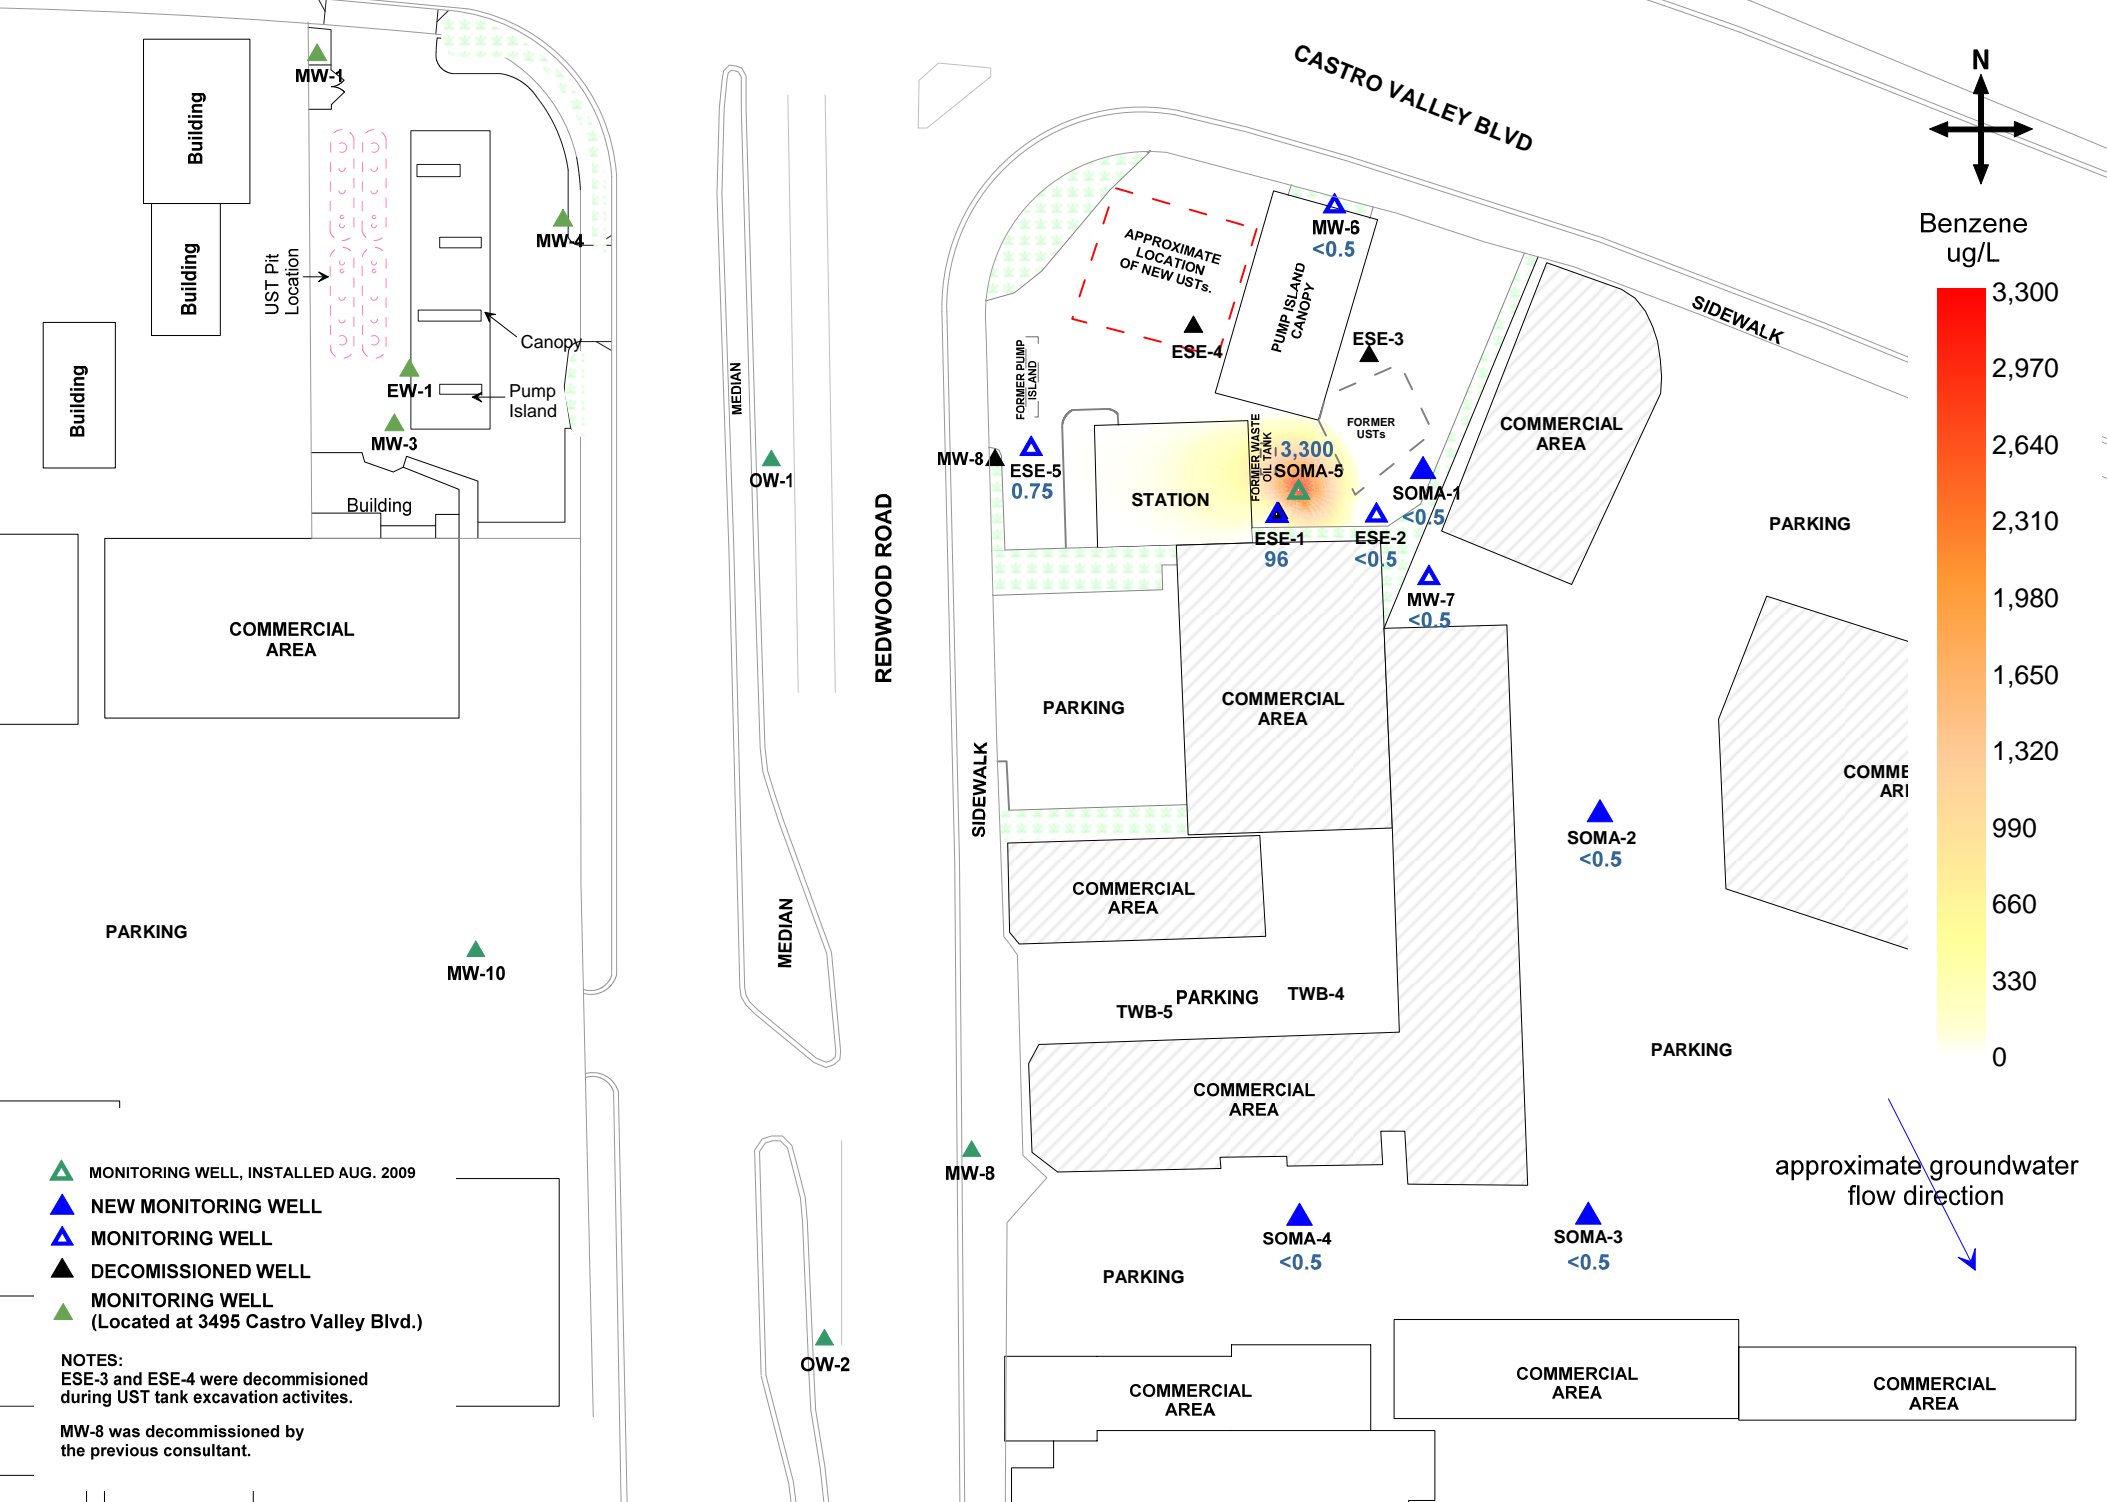 CASTRO VALLEY BLVD
N
Benzene
ug/L
3,300
2,970
2,640
2,310
1,980
1,650
1,320
990
660
330
0
MW-1
Building
Building
Building
UST Pit
Location
MW-4
Canopy
EW-1
Pump
Island
MW-3
Building
COMMERCIAL
AREA
PARKING
MW-10
MEDIAN
OW-1
REDWOOD ROAD
MEDIAN
SIDEWALK
MW-8
OW-2
APPROXIMATE
LOCATION
OF NEW USTs.
ESE-4
PUMP ISLAND
CANOPY
MW-6
<0.5
ESE-3
FORMER
USTs
FORMER PUMP
ISLAND
MW-8
ESE-5
0.75
STATION
FORMER WASTE
OIL TANK
3,300
SOMA-5
ESE-1
96
ESE-2
<0.5
SOMA-1
<0.5
MW-7
<0.5
SIDEWALK
COMMERCIAL
AREA
PARKING
PARKING
COMMERCIAL
AREA
COMME
ARI
SOMA-2
<0.5
COMMERCIAL
AREA
TWB-5
PARKING
TWB-4
PARKING
COMMERCIAL
AREA
approximate groundwater
flow direction
SOMA-4
<0.5
SOMA-3
<0.5
PARKING
COMMERCIAL
AREA
COMMERCIAL
AREA
COMMERCIAL
AREA
MONITORING WELL, INSTALLED AUG. 2009
NEW MONITORING WELL
MONITORING WELL
DECOMISSIONED WELL
MONITORING WELL
(Located at 3495 Castro Valley Blvd.)
NOTES:
ESE-3 and ESE-4 were decommisioned
during UST tank excavation activites.
MW-8 was decommissioned by
the previous consultant.